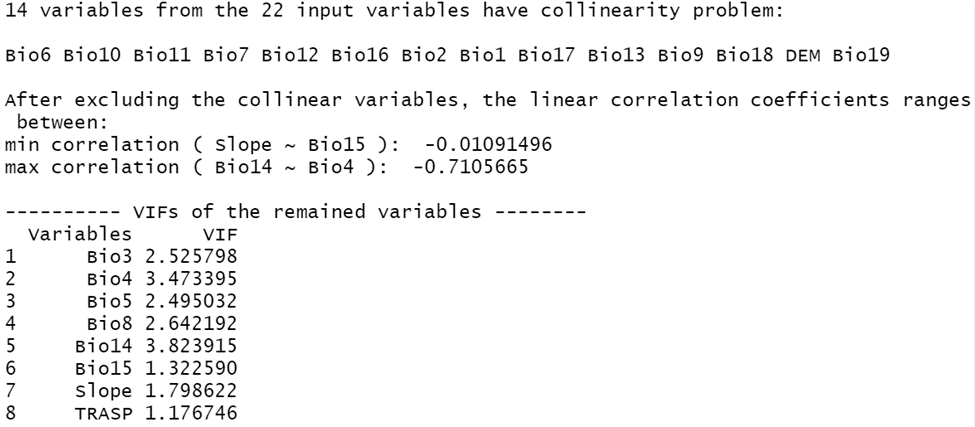 14 variables from the 22 input variables have collinearity problem:
Bio6 Bio10 Bio11 Bio7 Bio12 Bio16 Bio2 Bio1 Bio17 Bio13 Bio9 Bio18 DEM Bio19
After excluding the collinear variables, the linear correlation coefficients ranges
between:
min correlation ( Slope ~ Bio15 ):  -0.01091496
max correlation ( Bio14 ~ Bio4 ):  -0.7105665
---------- VIFs of the remained variables --------
Variables VIF
1 Bio3 2.525798
2 Bio4 3.473395
3 Bio5 2.495032
4 Bio8 2.642192
5 Bio14 3.823915
6 Bio15 1.322590
7 Slope 1.798622
8 TRASP 1.176746